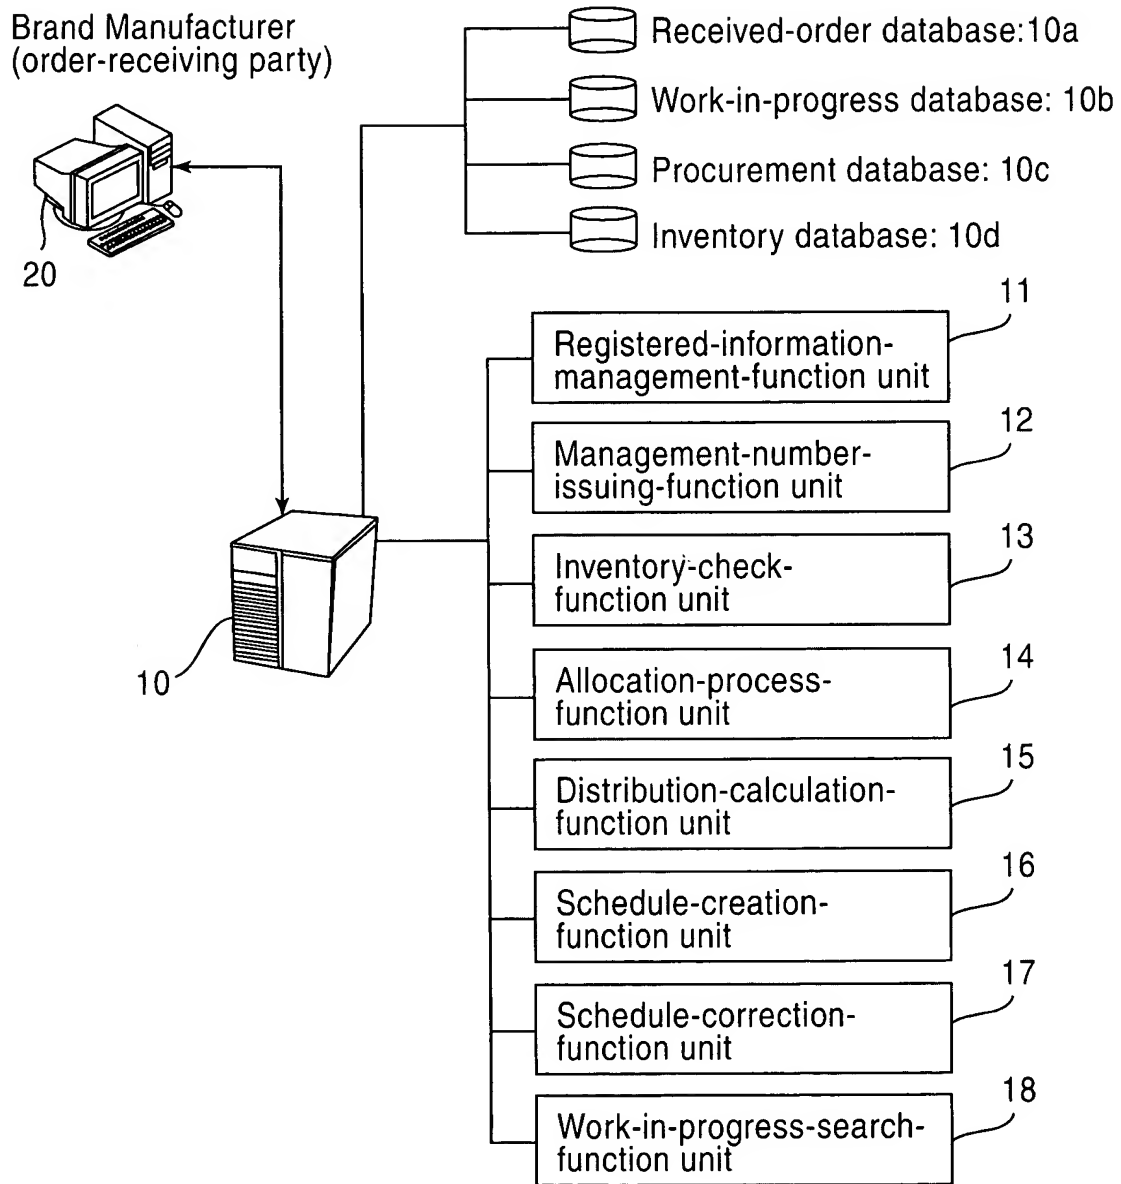 Brand Manufacturer
(order-receiving party)
20
Received-order database:10a
Work-in-progress database: 10b
Procurement database: 10c
Inventory database: 10d
10
11
Registered-information-
management-function unit
12
Management-number-
issuing-function unit
13
Inventory-check-
function unit
14
Allocation-process-
function unit
15
Distribution-calculation-
function unit
16
Schedule-creation-
function unit
17
Schedule-correction-
function unit
18
Work-in-progress-search-
function unit